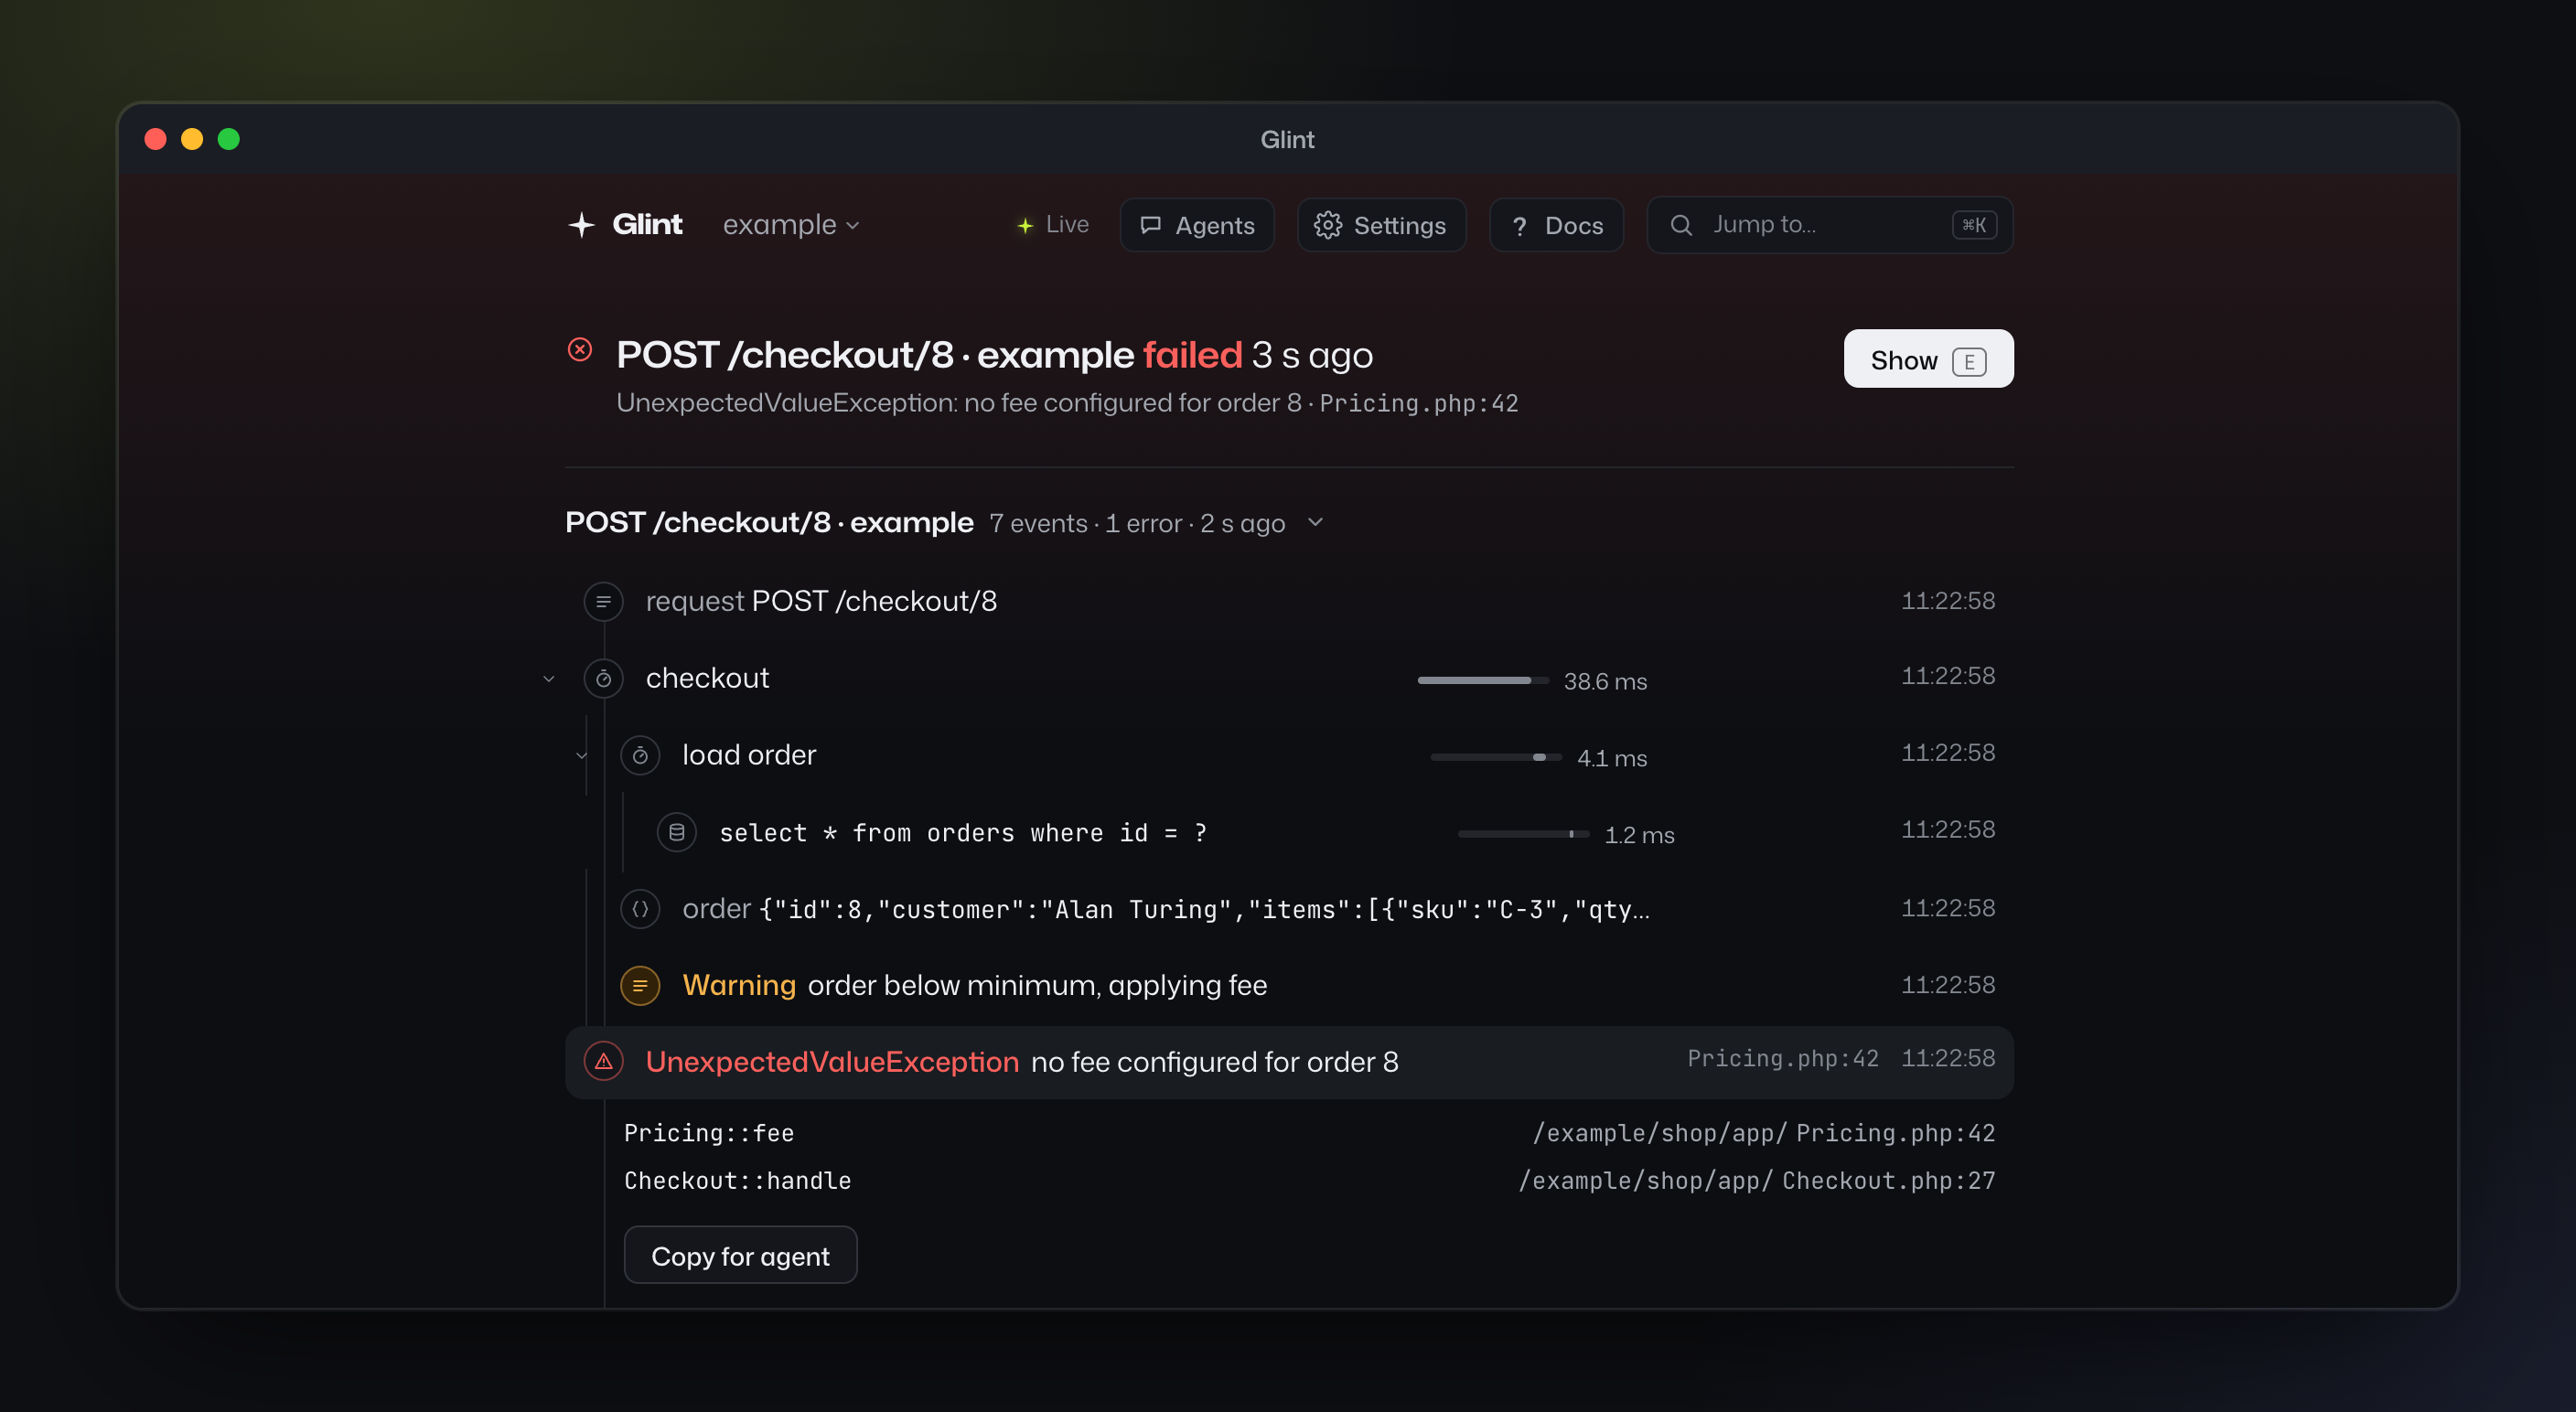 Glint
Glint example Live Agents Settings ? Docs Jump to... ⌘K
POST /checkout/8 · example failed 3 s ago Show E
UnexpectedValueException: no fee configured for order 8 · Pricing.php:42
POST /checkout/8 · example 7 events · 1 error · 2 s ago
request POST /checkout/8 11:22:58
checkout 38.6 ms 11:22:58
load order 4.1 ms 11:22:58
select * from orders where id = ? 1.2 ms 11:22:58
order {"id":8,"customer":"Alan Turing","items":[{"sku":"C-3","qty... 11:22:58
Warning order below minimum, applying fee 11:22:58
UnexpectedValueException no fee configured for order 8 Pricing.php:42 11:22:58
Pricing::fee /example/shop/app/ Pricing.php:42
Checkout::handle /example/shop/app/ Checkout.php:27
Copy for agent